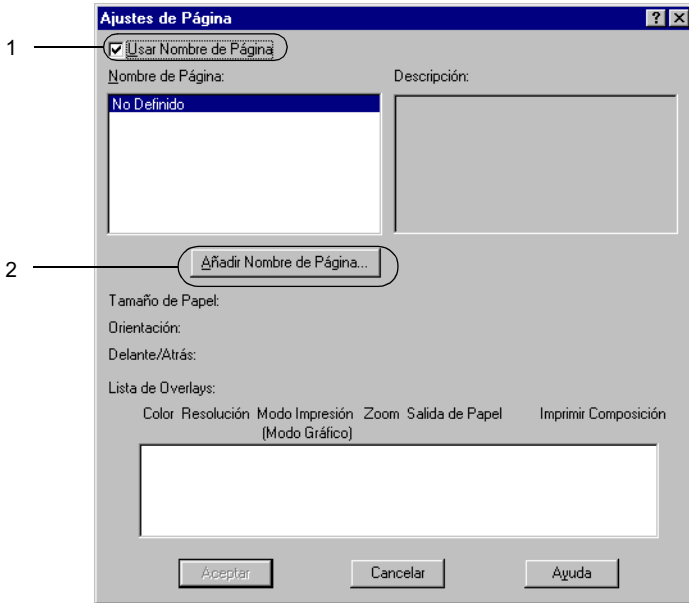 Ajustes de Página
1
Usar Nombre de Página
Nombre de Página:
Descripción:
No Definido
2
Añadir Nombre de Página...
Tamaño de Papel:
Orientación:
Delante/Atrás:
Lista de Overlays:
Color Resolución Modo Impresión Zoom Salida de Papel Imprimir Composición
(Modo Gráfico)
Aceptar Cancelar Ayuda